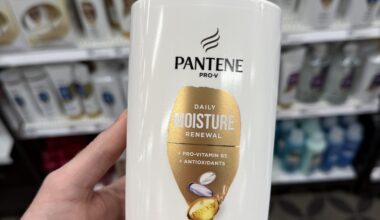 PANTENE
PRO-V
DAILY
MOISTURE
RENEWAL
+ PRO-VITAMIN B5
+ ANTIOXIDANTS